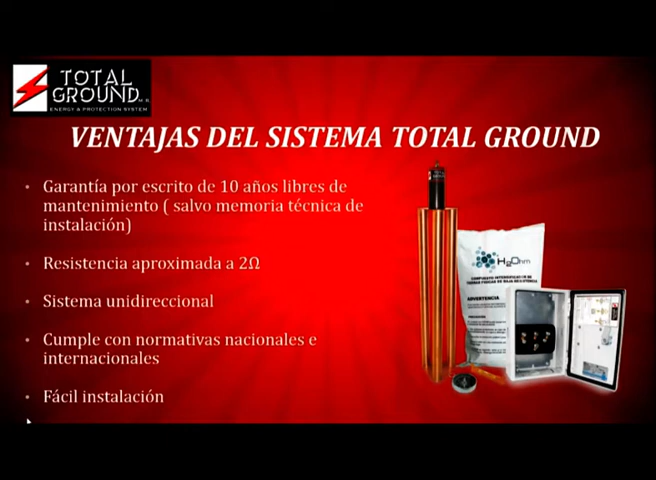 TOTAL
GROUND
ENERGY & PROTECTION SYSTEM
VENTAJAS DEL SISTEMA TOTAL GROUND
• Garantía por escrito de 10 años libres de
mantenimiento ( salvo memoria técnica de
instalación)
• Resistencia aproximada a 2Ω
• Sistema unidireccional
• Cumple con normativas nacionales e
internacionales
• Fácil instalación
H2Ohm
ADVERTENCIA